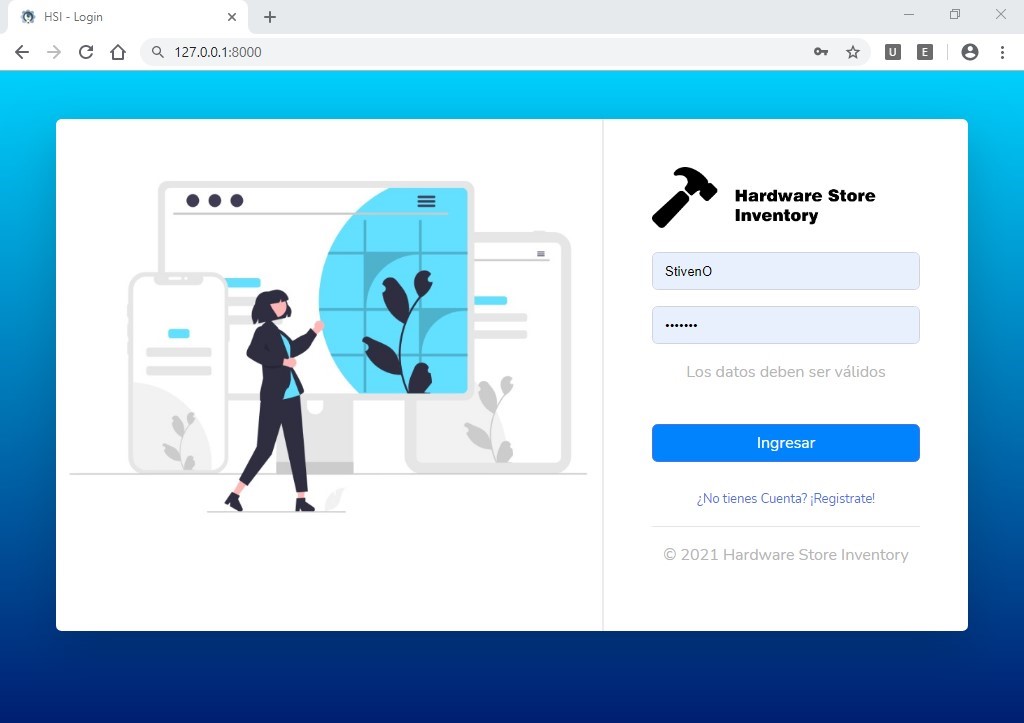 HSI - Login
127.0.0.1:8000
U
E
Hardware Store
Inventory
StivenO
•••••••
Los datos deben ser válidos
Ingresar
¿No tienes Cuenta? ¡Registrate!
© 2021 Hardware Store Inventory